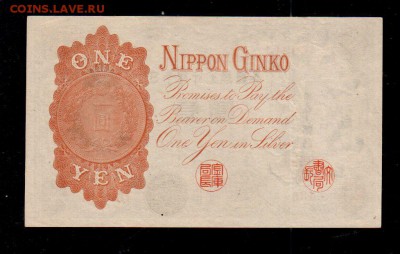 COINS.LAVE.RU
ONE
YEN
NIPPON GINKO
Promises to Pay the
Bearer on Demand
One Yen in Silver